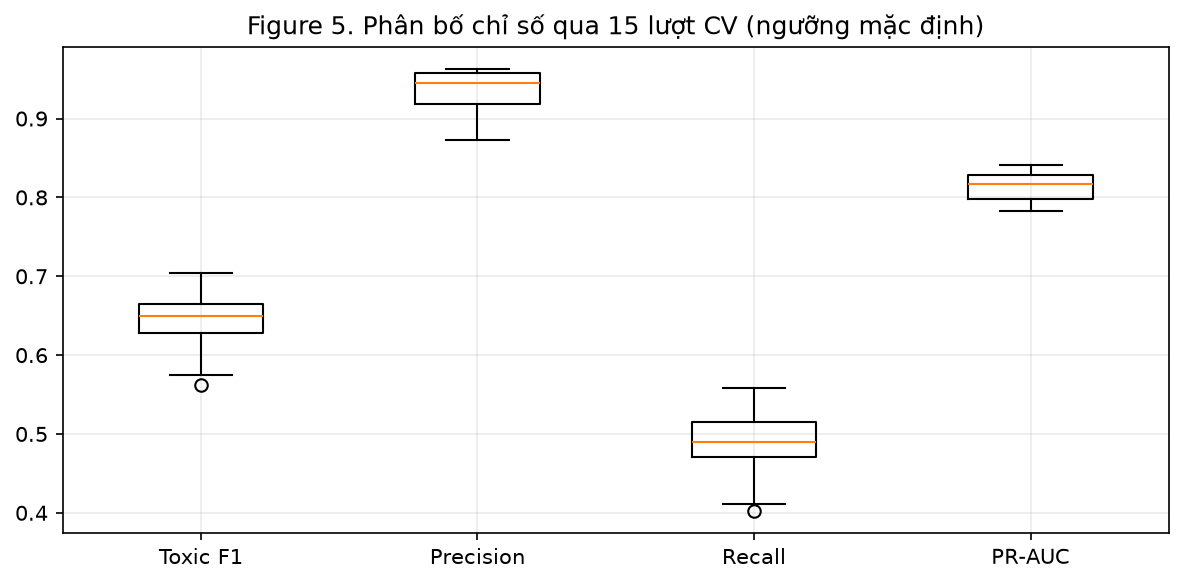 Figure 5. Phân bố chỉ số qua 15 lượt CV (ngưỡng mặc định)
0.9
0.8
0.7
0.6
0.5
0.4
Toxic F1
Precision
Recall
PR-AUC